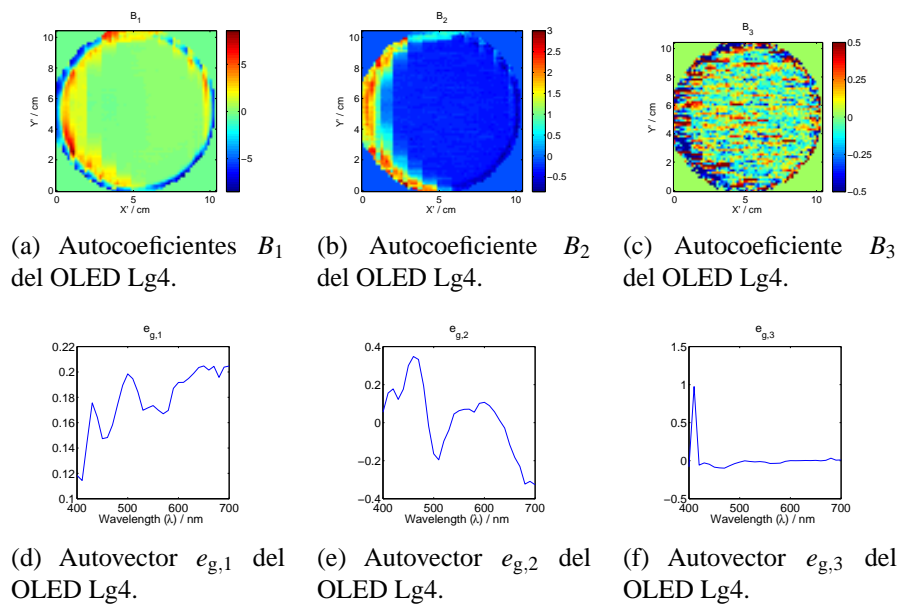 B1
Y' / cm
10
8
6
4
2
0
0
5
10
X' / cm
5
0
−5
B2
Y' / cm
10
8
6
4
2
0
0
5
10
X' / cm
3
2.5
2
1.5
1
0.5
0
−0.5
B3
Y' / cm
10
8
6
4
2
0
0
5
10
X' / cm
0.5
0.25
0
−0.25
−0.5
(a) Autocoeficientes B1
del OLED Lg4.
(b) Autocoeficiente B2
del OLED Lg4.
(c) Autocoeficiente B3
del OLED Lg4.
eg,1
0.22
0.2
0.18
0.16
0.14
0.12
0.1
400
500
600
700
Wavelength (λ) / nm
eg,2
0.4
0.2
0
−0.2
−0.4
400
500
600
700
Wavelength (λ) / nm
eg,3
1.5
1
0.5
0
−0.5
400
500
600
700
Wavelength (λ) / nm
(d) Autovector eg,1 del
OLED Lg4.
(e) Autovector eg,2 del
OLED Lg4.
(f) Autovector eg,3 del
OLED Lg4.